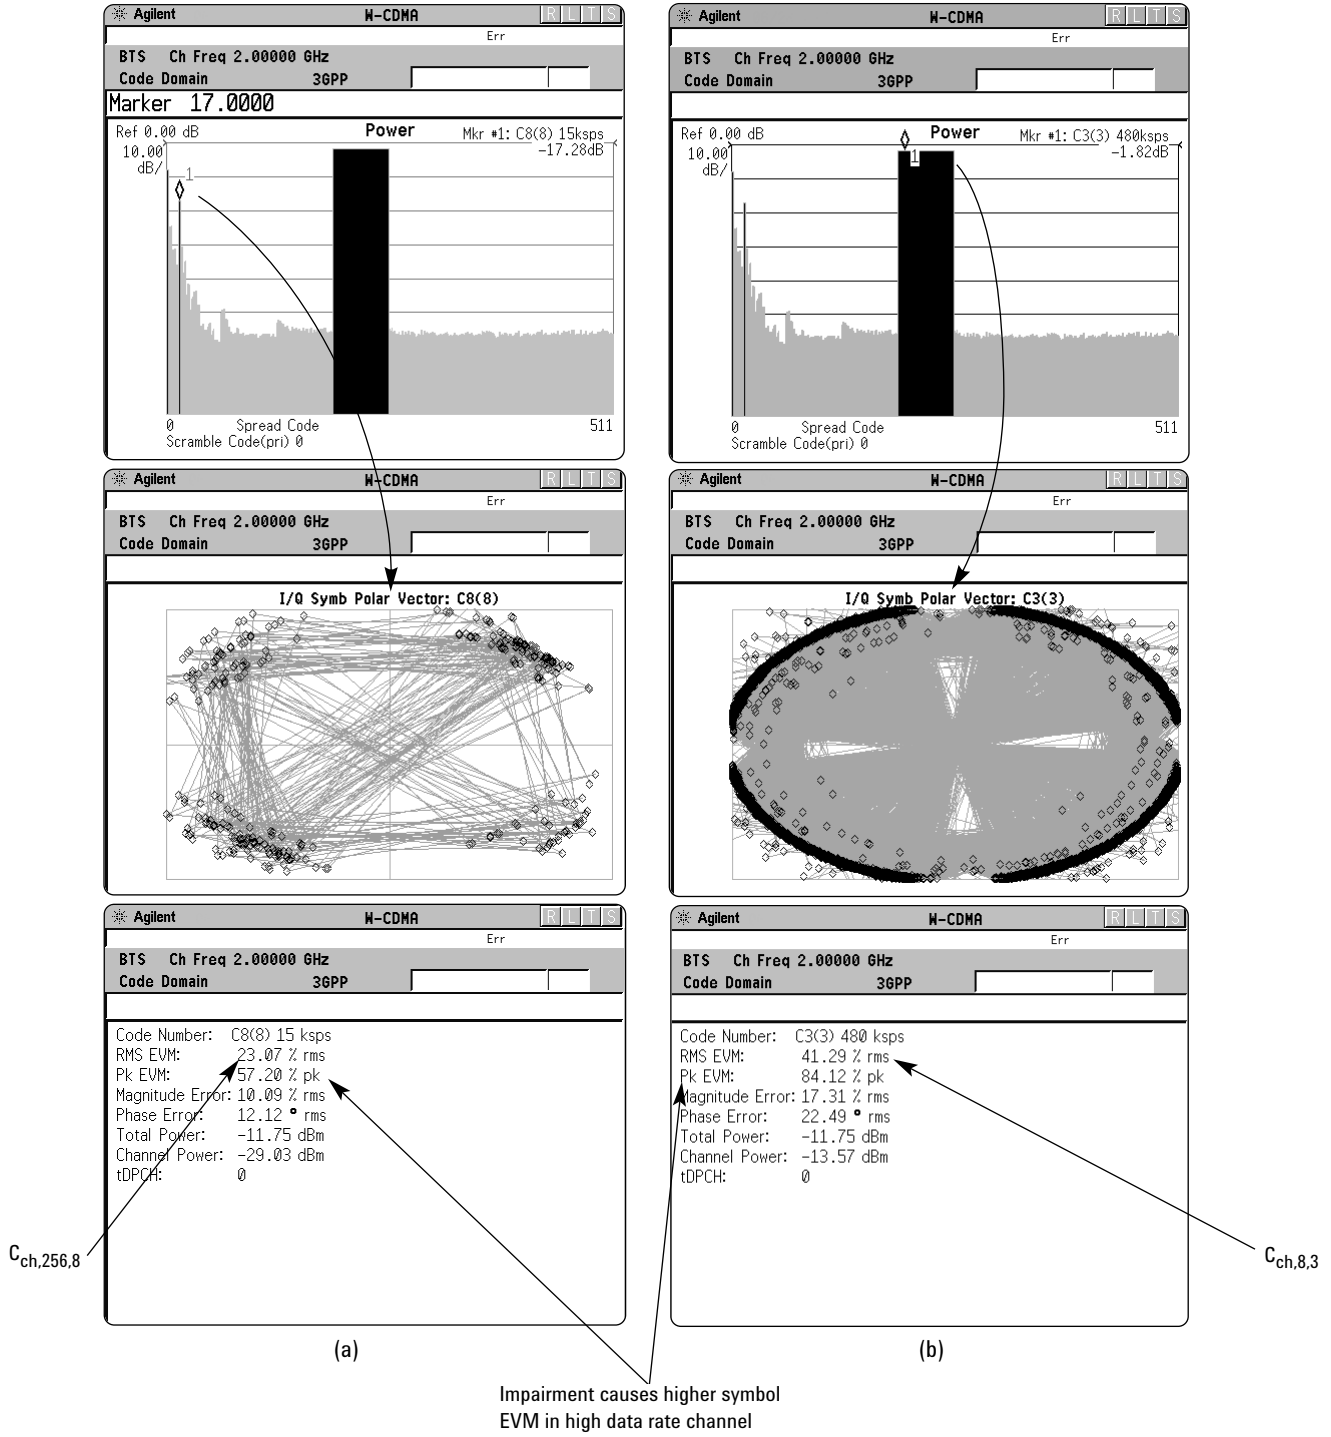 Agilent W-CDMA R L T S
Err
BTS Ch Freq 2.00000 GHz
Code Domain 3GPP
Marker 17.0000
Ref 0.00 dB Power Mkr #1: C8(8) 15ksps
10.00 -17.28dB
dB/
1
0 Spread Code 511
Scramble Code(pri) 0
Agilent W-CDMA R L T S
Err
BTS Ch Freq 2.00000 GHz
Code Domain 3GPP
I/Q Symb Polar Vector: C8(8)
Agilent W-CDMA R L T S
Err
BTS Ch Freq 2.00000 GHz
Code Domain 3GPP
Code Number: C8(8) 15 ksps
RMS EVM: 23.07 % rms
Pk EVM: 57.20 % pk
Magnitude Error: 10.09 % rms
Phase Error: 12.12 ° rms
Total Power: -11.75 dBm
Channel Power: -29.03 dBm
tDPCH: 0
Cch,256,8
(a)
Agilent W-CDMA R L T S
Err
BTS Ch Freq 2.00000 GHz
Code Domain 3GPP
Ref 0.00 dB Power Mkr #1: C3(3) 480ksps
10.00 -1.82dB
dB/
1
0 Spread Code 511
Scramble Code(pri) 0
Agilent W-CDMA R L T S
Err
BTS Ch Freq 2.00000 GHz
Code Domain 3GPP
I/Q Symb Polar Vector: C3(3)
Agilent W-CDMA R L T S
Err
BTS Ch Freq 2.00000 GHz
Code Domain 3GPP
Code Number: C3(3) 480 ksps
RMS EVM: 41.29 % rms
Pk EVM: 84.12 % pk
Magnitude Error: 17.31 % rms
Phase Error: 22.49 ° rms
Total Power: -11.75 dBm
Channel Power: -13.57 dBm
tDPCH: 0
Cch,8,3
(b)
Impairment causes higher symbol
EVM in high data rate channel